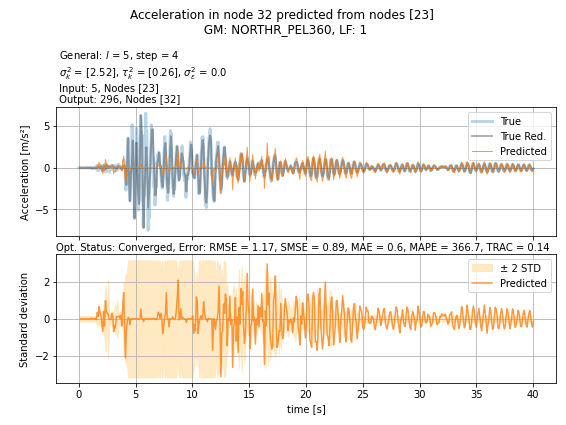 Acceleration in node 32 predicted from nodes [23]
GM: NORTHR_PEL360, LF: 1
General: l = 5, step = 4
σ²ₖ = [2.52], τ²ₖ = [0.26], σ²ε = 0.0
Input: 5, Nodes [23]
Output: 296, Nodes [32]
Acceleration [m/s²]
5
0
−5
True
True Red.
Predicted
Opt. Status: Converged, Error: RMSE = 1.17, SMSE = 0.89, MAE = 0.6, MAPE = 366.7, TRAC = 0.14
Standard deviation
2
0
−2
± 2 STD
Predicted
0 5 10 15 20 25 30 35 40
time [s]